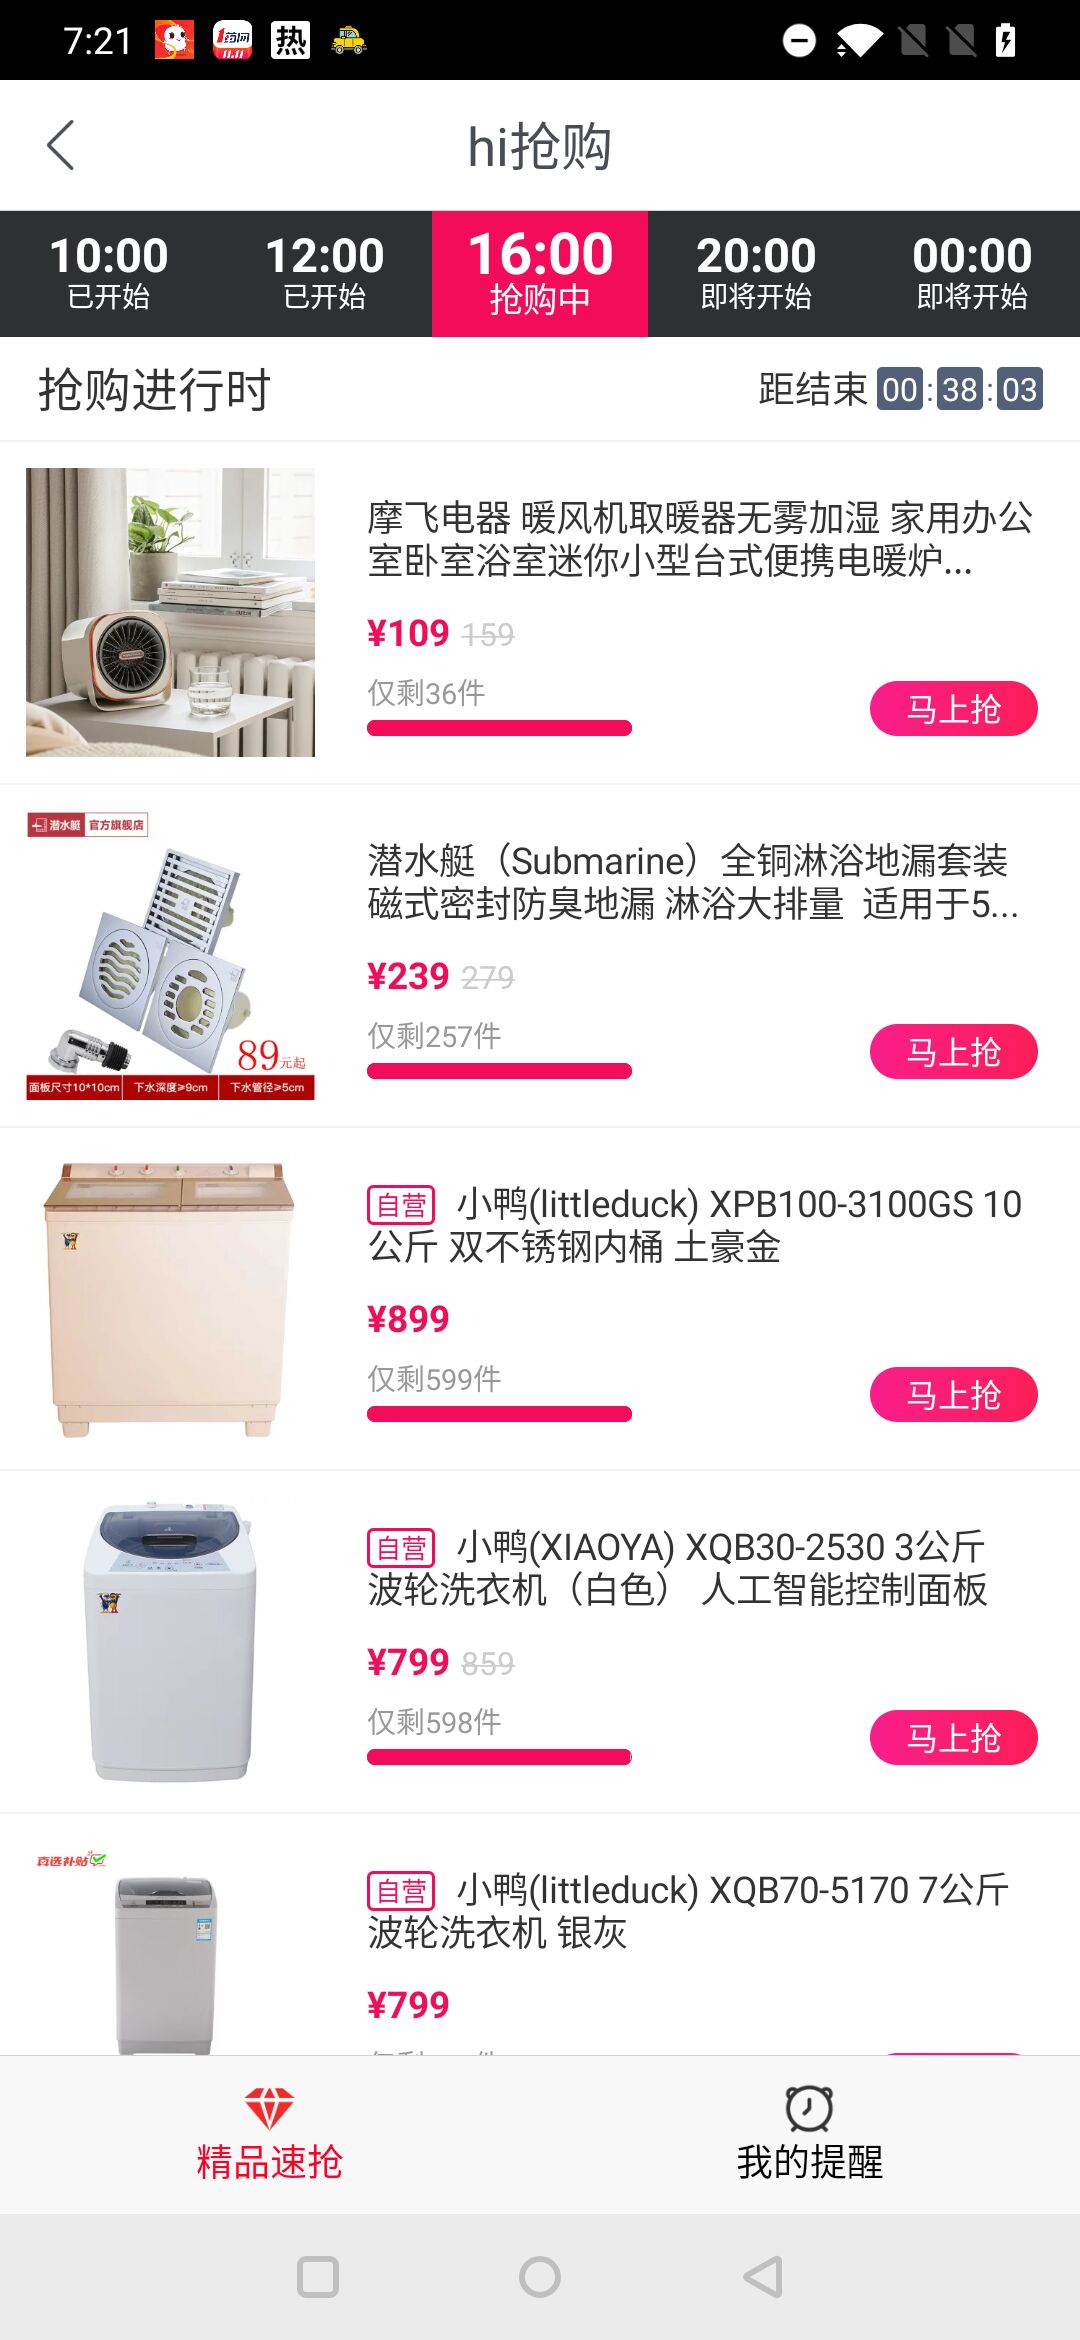 7:21
1药网
11.11
热
hi抢购
10:00 12:00 16:00 20:00 00:00
已开始 已开始 抢购中 即将开始 即将开始
抢购进行时 距结束 00:38:03
摩飞电器 暖风机取暖器无雾加湿 家用办公
室卧室浴室迷你小型台式便携电暖炉...
¥109 159
仅剩36件
马上抢
潜水艇 官方旗舰店
89元起
面板尺寸10*10cm 下水深度≥9cm 下水管径≥5cm
潜水艇（Submarine）全铜淋浴地漏套装
磁式密封防臭地漏 淋浴大排量 适用于5...
¥239 279
仅剩257件
马上抢
自营 小鸭(littleduck) XPB100-3100GS 10
公斤 双不锈钢内桶 土豪金
¥899
仅剩599件
马上抢
自营 小鸭(XIAOYA) XQB30-2530 3公斤
波轮洗衣机（白色） 人工智能控制面板
¥799 859
仅剩598件
马上抢
真选补贴
自营 小鸭(littleduck) XQB70-5170 7公斤
波轮洗衣机 银灰
¥799
精品速抢 我的提醒